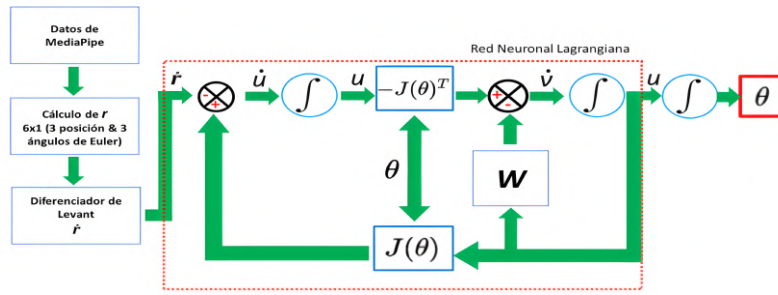 Datos de
MediaPipe
Cálculo de r
6x1 (3 posición & 3
ángulos de Euler)
Diferenciador de
Levant
ṙ
Red Neuronal Lagrangiana
ṙ
-
+
u̇
∫
u
−J(θ)ᵀ
+
-
v̇
∫
u
∫
θ
θ
W
J(θ)